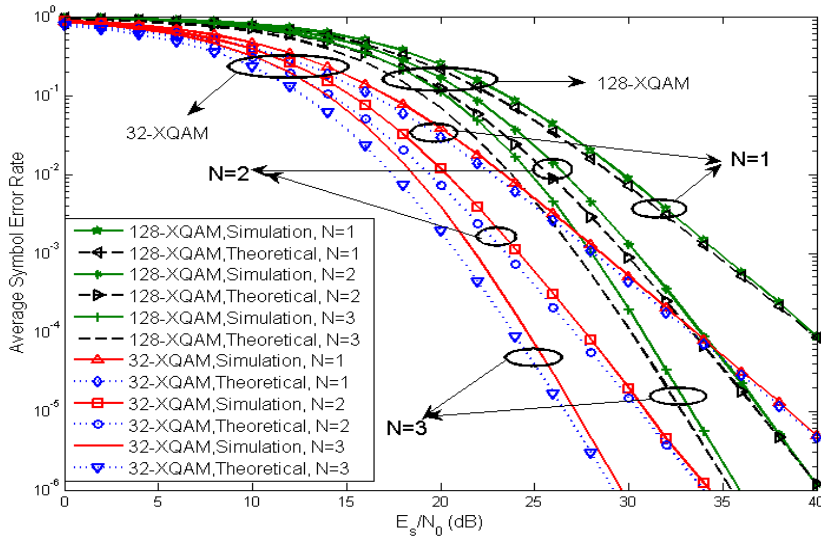 10^0
10^-1
10^-2
10^-3
10^-4
10^-5
10^-6
Average Symbol Error Rate
128-XQAM
32-XQAM
N=2
N=1
N=3
128-XQAM,Simulation, N=1
128-XQAM,Theoretical, N=1
128-XQAM,Simulation, N=2
128-XQAM,Theoretical, N=2
128-XQAM,Simulation, N=3
128-XQAM,Theoretical, N=3
32-XQAM,Simulation, N=1
32-XQAM,Theoretical, N=1
32-XQAM,Simulation, N=2
32-XQAM,Theoretical, N=2
32-XQAM,Simulation, N=3
32-XQAM,Theoretical, N=3
0 5 10 15 20 25 30 35 40
E_s/N_0 (dB)